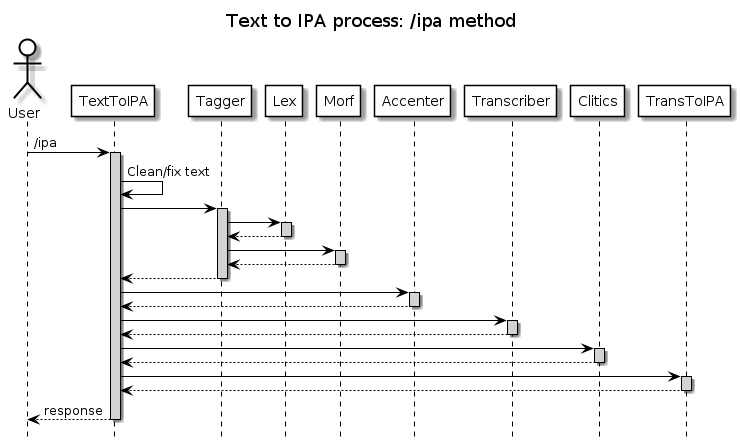 Text to IPA process: /ipa method
User
TextToIPA
Tagger
Lex
Morf
Accenter
Transcriber
Clitics
TransToIPA
/ipa
Clean/fix text
response